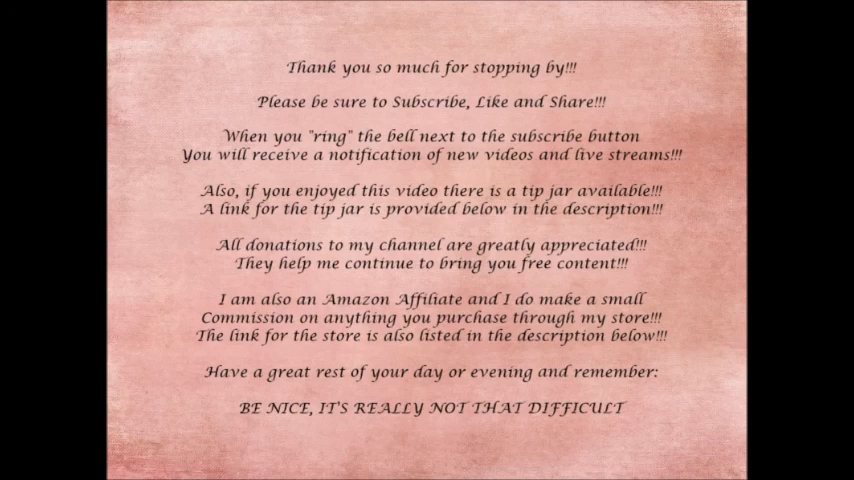 Thank you so much for stopping by!!!
Please be sure to Subscribe, Like and Share!!!
When you "ring" the bell next to the subscribe button
You will receive a notification of new videos and live streams!!!
Also, if you enjoyed this video there is a tip jar available!!!
A link for the tip jar is provided below in the description!!!
All donations to my channel are greatly appreciated!!!
They help me continue to bring you free content!!!
I am also an Amazon Affiliate and I do make a small
Commission on anything you purchase through my store!!!
The link for the store is also listed in the description below!!!
Have a great rest of your day or evening and remember:
BE NICE, IT'S REALLY NOT THAT DIFFICULT